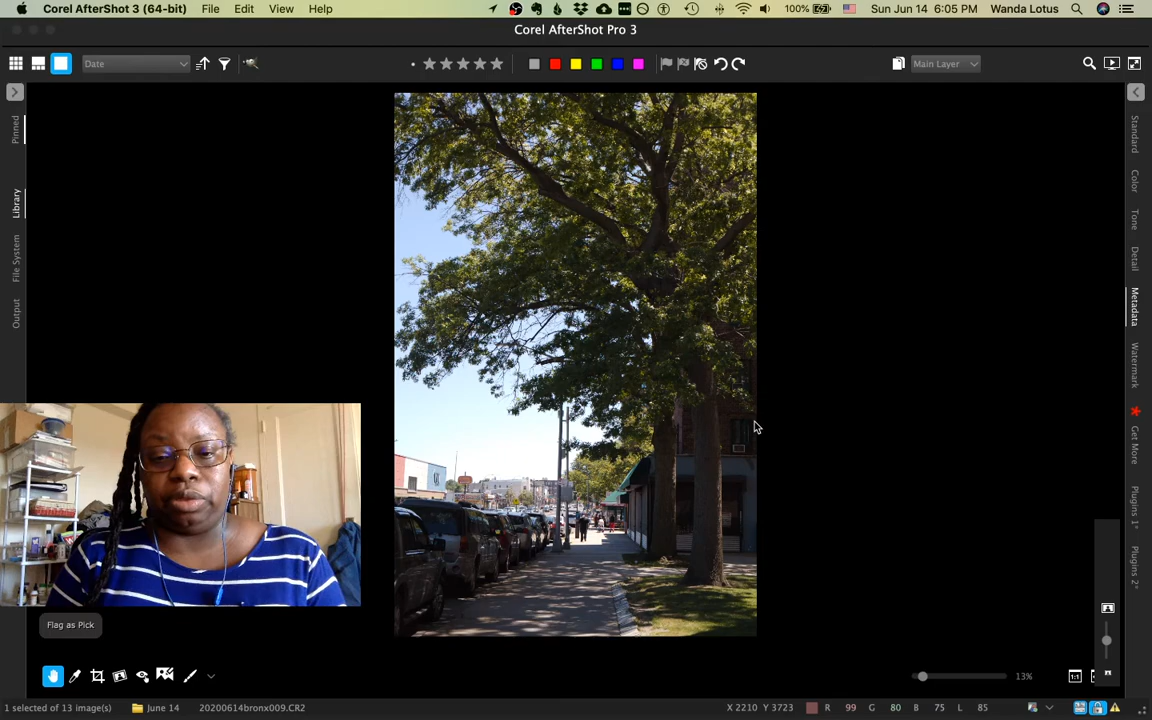 Corel AfterShot 3 (64-bit) File Edit View Help 100% Sun Jun 14 6:05 PM Wanda Lotus
Corel AfterShot Pro 3
Date Main Layer
Pinned
Library
File System
Output
Standard
Color
Tone
Detail
Metadata
Watermark
Get More
Plugins 1*
Plugins 2*
Flag as Pick
13% 1:1
1 selected of 13 image(s) June 14 20200614bronx009.CR2 X 2210 Y 3723 R 99 G 80 B 75 L 85